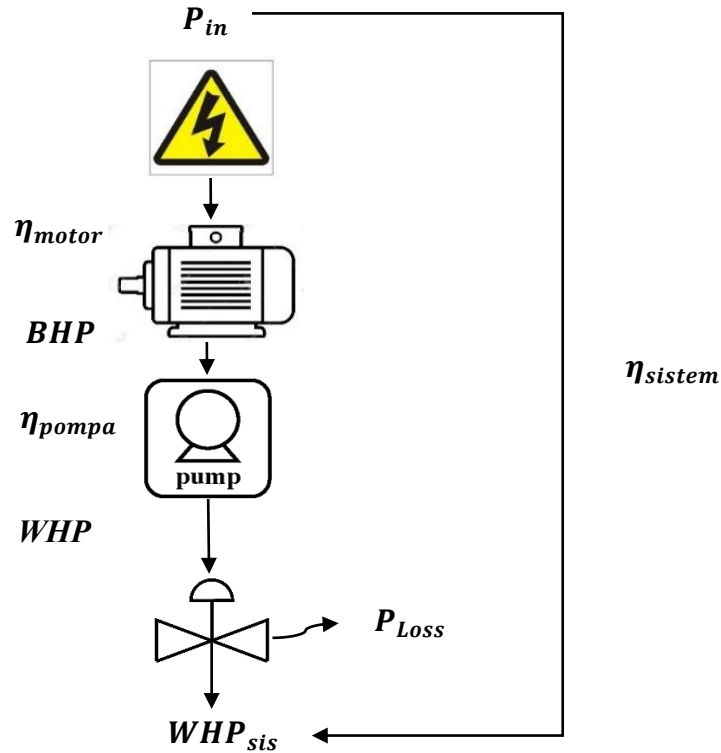 P_in
η_motor
BHP
η_sistem
η_pompa
pump
WHP
P_Loss
WHP_sis